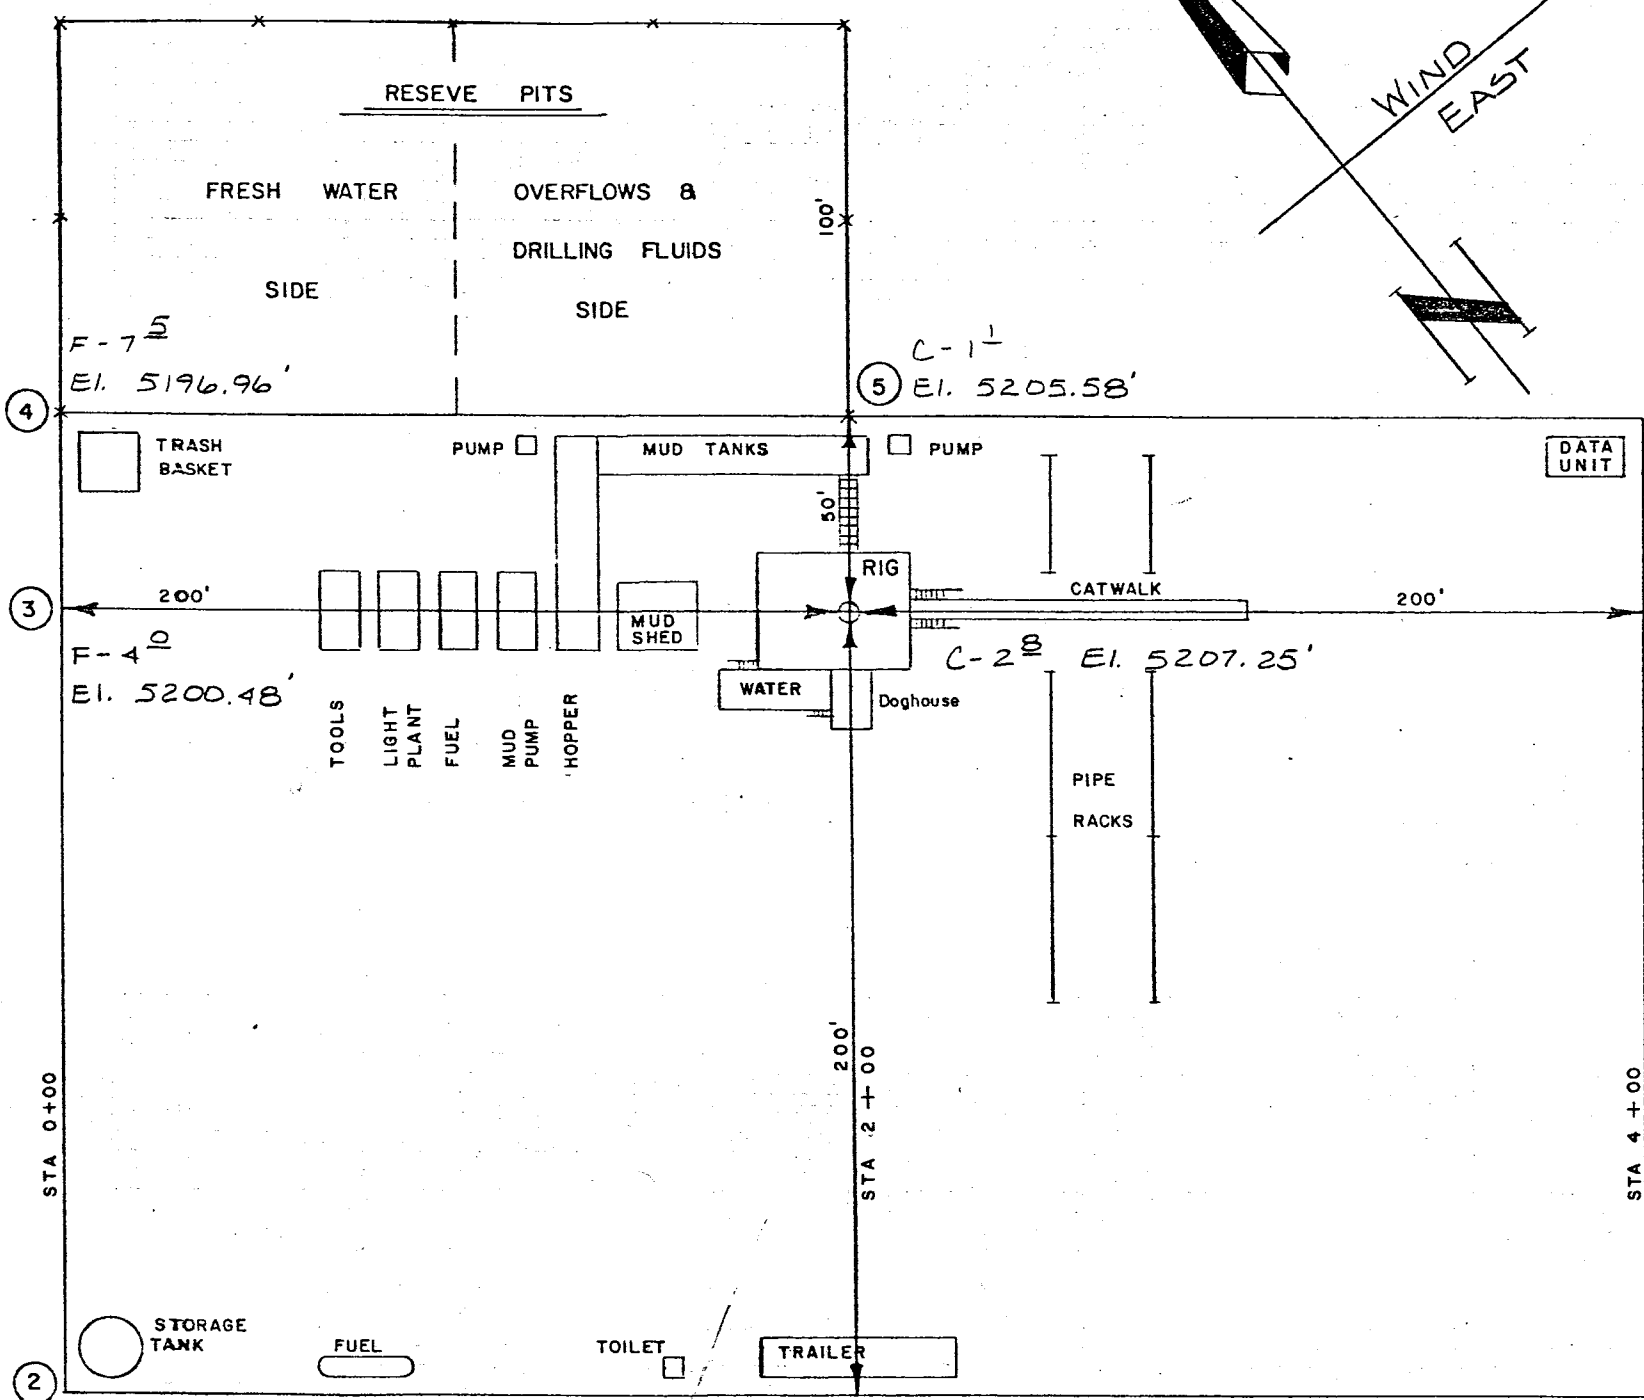 RESEVE PITS
WIND
EAST
FRESH WATER
SIDE
OVERFLOWS &
DRILLING FLUIDS
SIDE
100'
N
F-7 5
El. 5196.96'
C-1 1
El. 5205.58'
4
5
TRASH
BASKET
PUMP
MUD TANKS
PUMP
DATA
UNIT
50'
RIG
CATWALK
3
200'
200'
MUD
SHED
F-4 0
El. 5200.48'
C-2 8 El. 5207.25'
WATER
Doghouse
TOOLS
LIGHT
PLANT
FUEL
MUD
PUMP
HOPPER
PIPE
RACKS
200'
STA 0+00
STA 2+00
STA 4+00
STORAGE
TANK
FUEL
TOILET
TRAILER
2